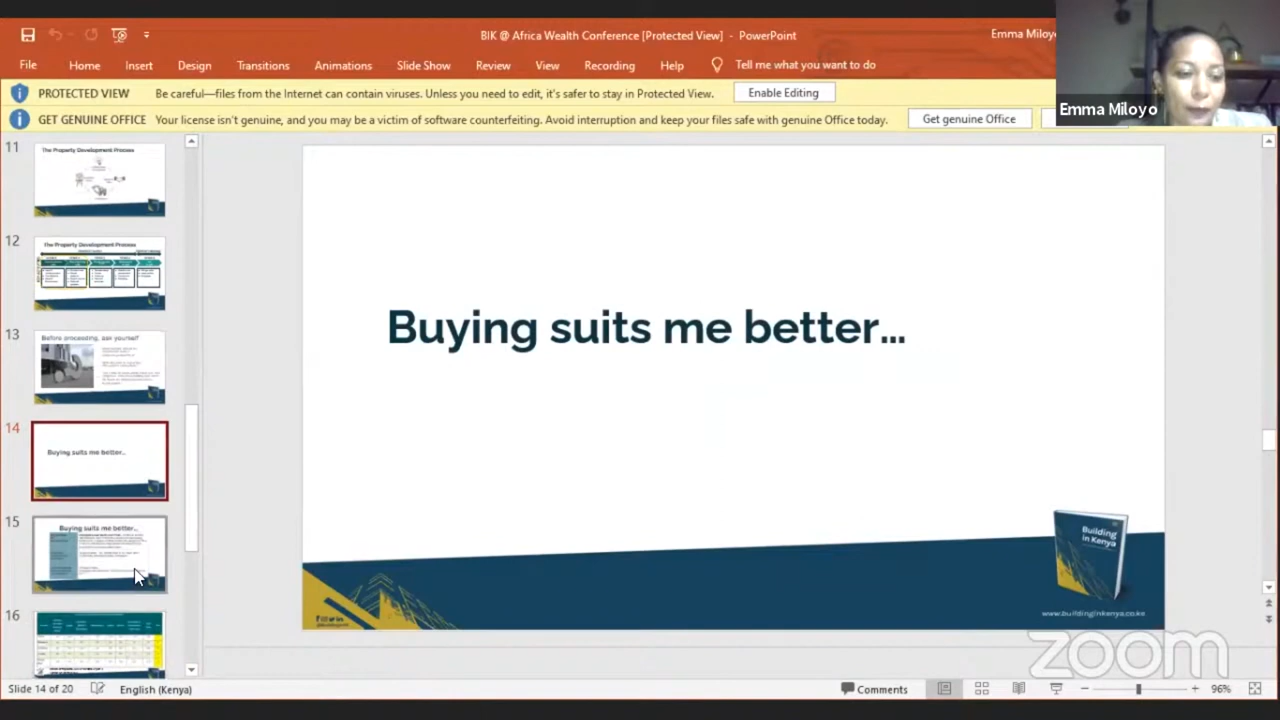 BIK @ Africa Wealth Conference [Protected View] - PowerPoint
Emma Miloyo
File Home Insert Design Transitions Animations Slide Show Review View Recording Help Tell me what you want to do
PROTECTED VIEW Be careful—files from the Internet can contain viruses. Unless you need to edit, it's safer to stay in Protected View. Enable Editing
GET GENUINE OFFICE Your license isn't genuine, and you may be a victim of software counterfeiting. Avoid interruption and keep your files safe with genuine Office today. Get genuine Office
Emma Miloyo
11
The Property Development Process
12
The Property Development Process
13
Before processing, ask yourself
14
Buying suits me better...
15
Buying suits me better...
16
Buying suits me better...
Building
in Kenya
www.buildinginkenya.co.ke
zoom
Slide 14 of 20 English (Kenya) Comments 96%